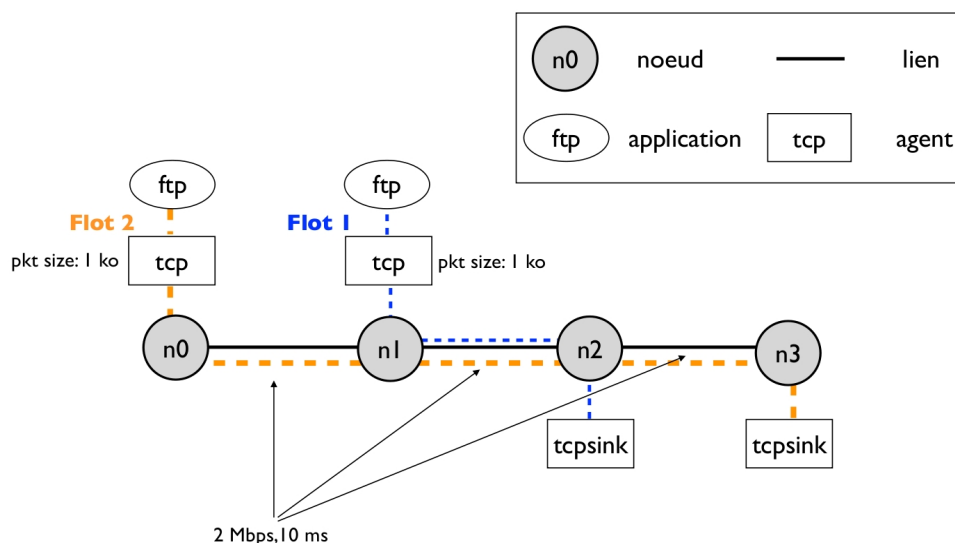 n0 noeud lien
ftp application tcp agent
ftp ftp
Flot 2 Flot 1
pkt size: 1 ko tcp tcp pkt size: 1 ko
n0 n1 n2 n3
tcpsink tcpsink
2 Mbps,10 ms